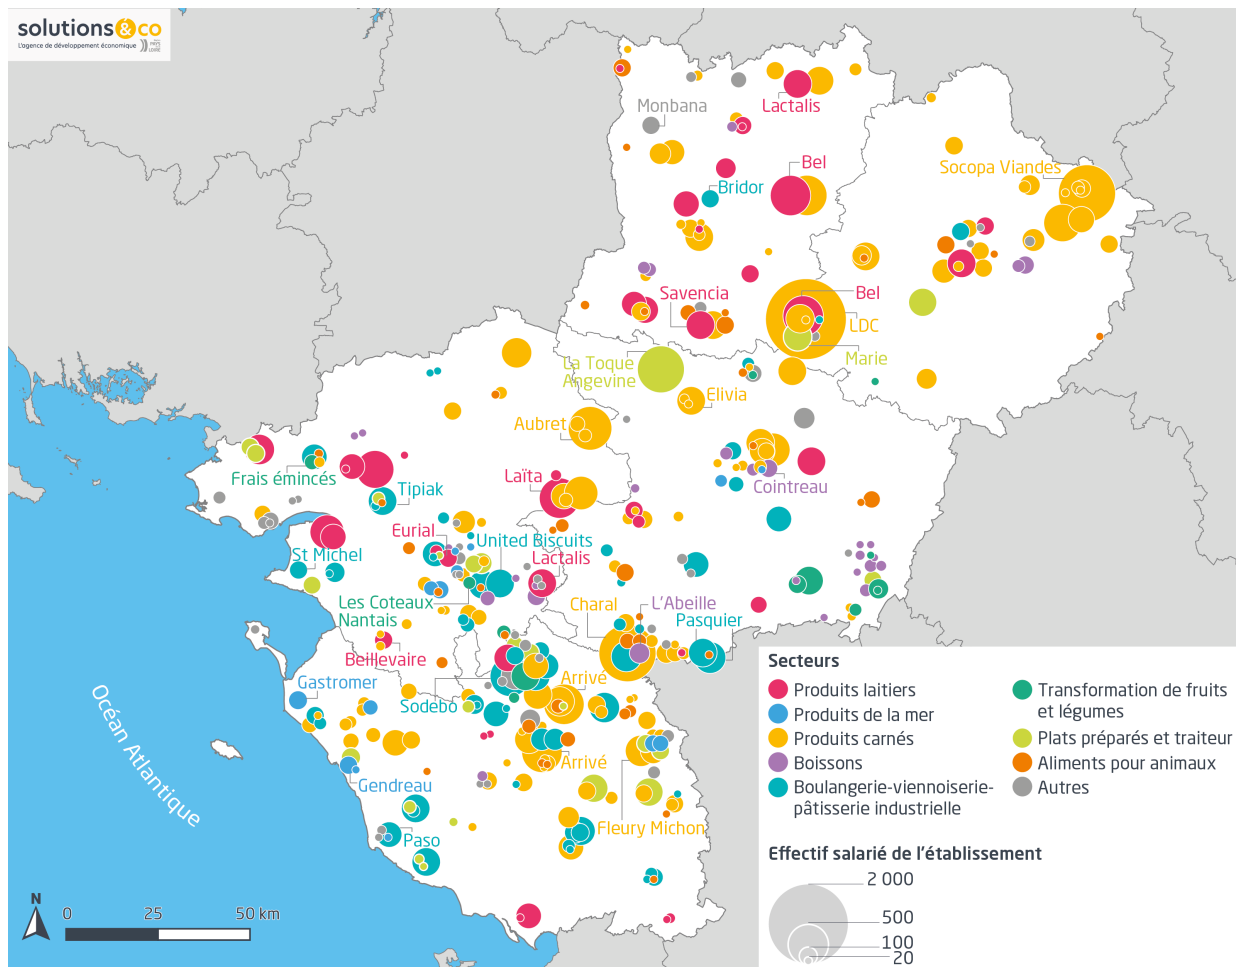 solutions&co
L'agence de développement économique
Monbana
Lactalis
Socopa Viandes
Bel
Bridor
Savencia
Bel
LDC
Marie
La Toque
Angevine
Elivia
Aubret
Frais émincés
Tipiak
Laïta
Cointreau
Eurial
United Biscuits
St Michel
Lactalis
Les Coteaux
Nantais
Charal
L'Abeille
Pasquier
Beillevaire
Gastromer
Sodebo
Arrivé
Arrivé
Gendreau
Fleury Michon
Paso
Océan Atlantique
N
0 25 50 km
Secteurs
Produits laitiers
Produits de la mer
Produits carnés
Boissons
Boulangerie-viennoiserie-
pâtisserie industrielle
Transformation de fruits
et légumes
Plats préparés et traiteur
Aliments pour animaux
Autres
Effectif salarié de l'établissement
2 000
500
100
20